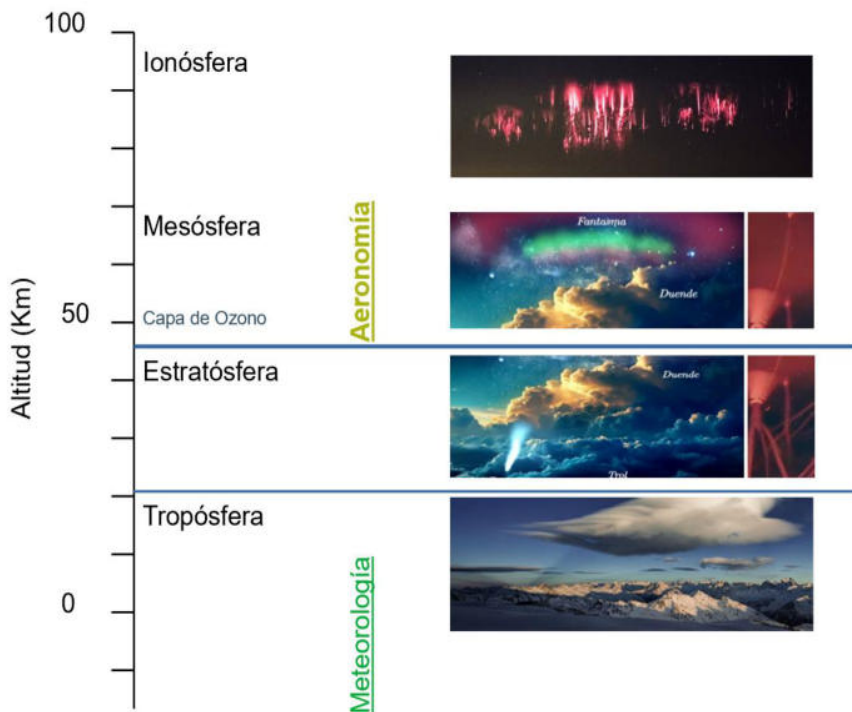 100
Ionósfera
Mesósfera
Fantasma
Duende
Aeronomía
50
Capa de Ozono
Altitud (Km)
Estratósfera
Duende
Trol
Tropósfera
0
Meteorología